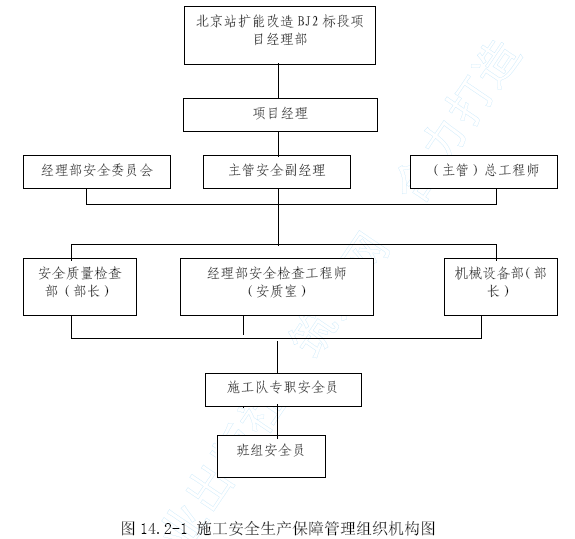 北京站扩能改造 BJ2 标段项
目经理部
项目经理
经理部安全委员会
主管安全副经理
（主管）总工程师
安全质量检查
部（部长）
经理部安全检查工程师
（安质室）
机械设备部（部
长）
施工队专职安全员
班组安全员
图 14.2-1 施工安全生产保障管理组织机构图